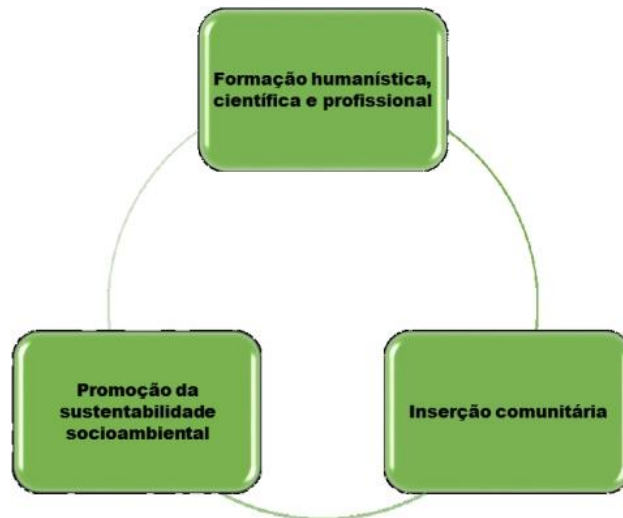 Formação humanística,
científica e profissional
Promoção da
sustentabilidade
socioambiental
Inserção comunitária